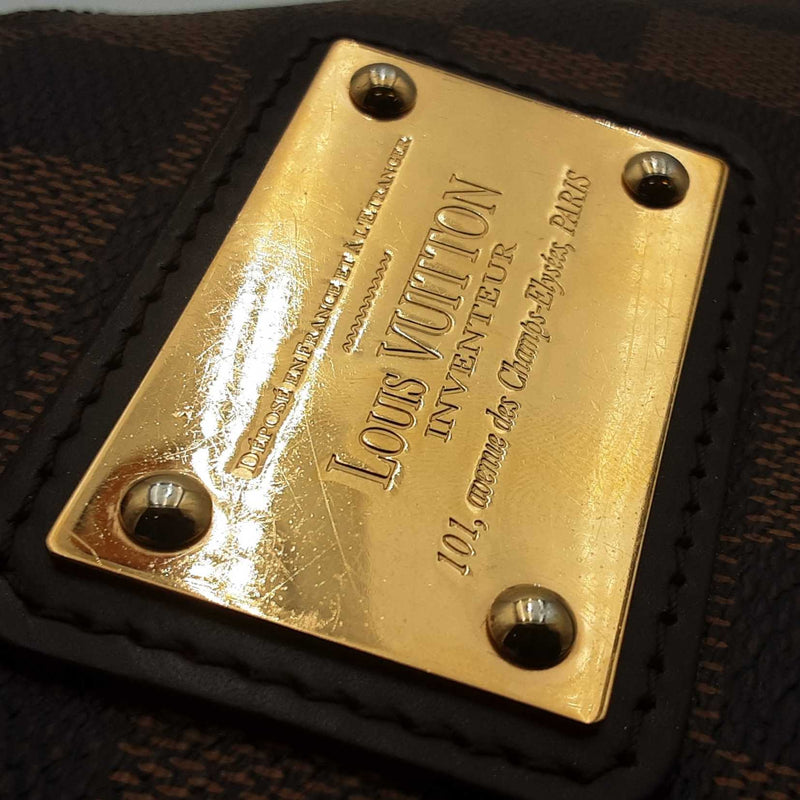 DÉPOSÉ EN FRANCE ET À L'ÉTRANGER
LOUIS VUITTON
INVENTEUR
101, avenue des Champs-Elysées, PARIS